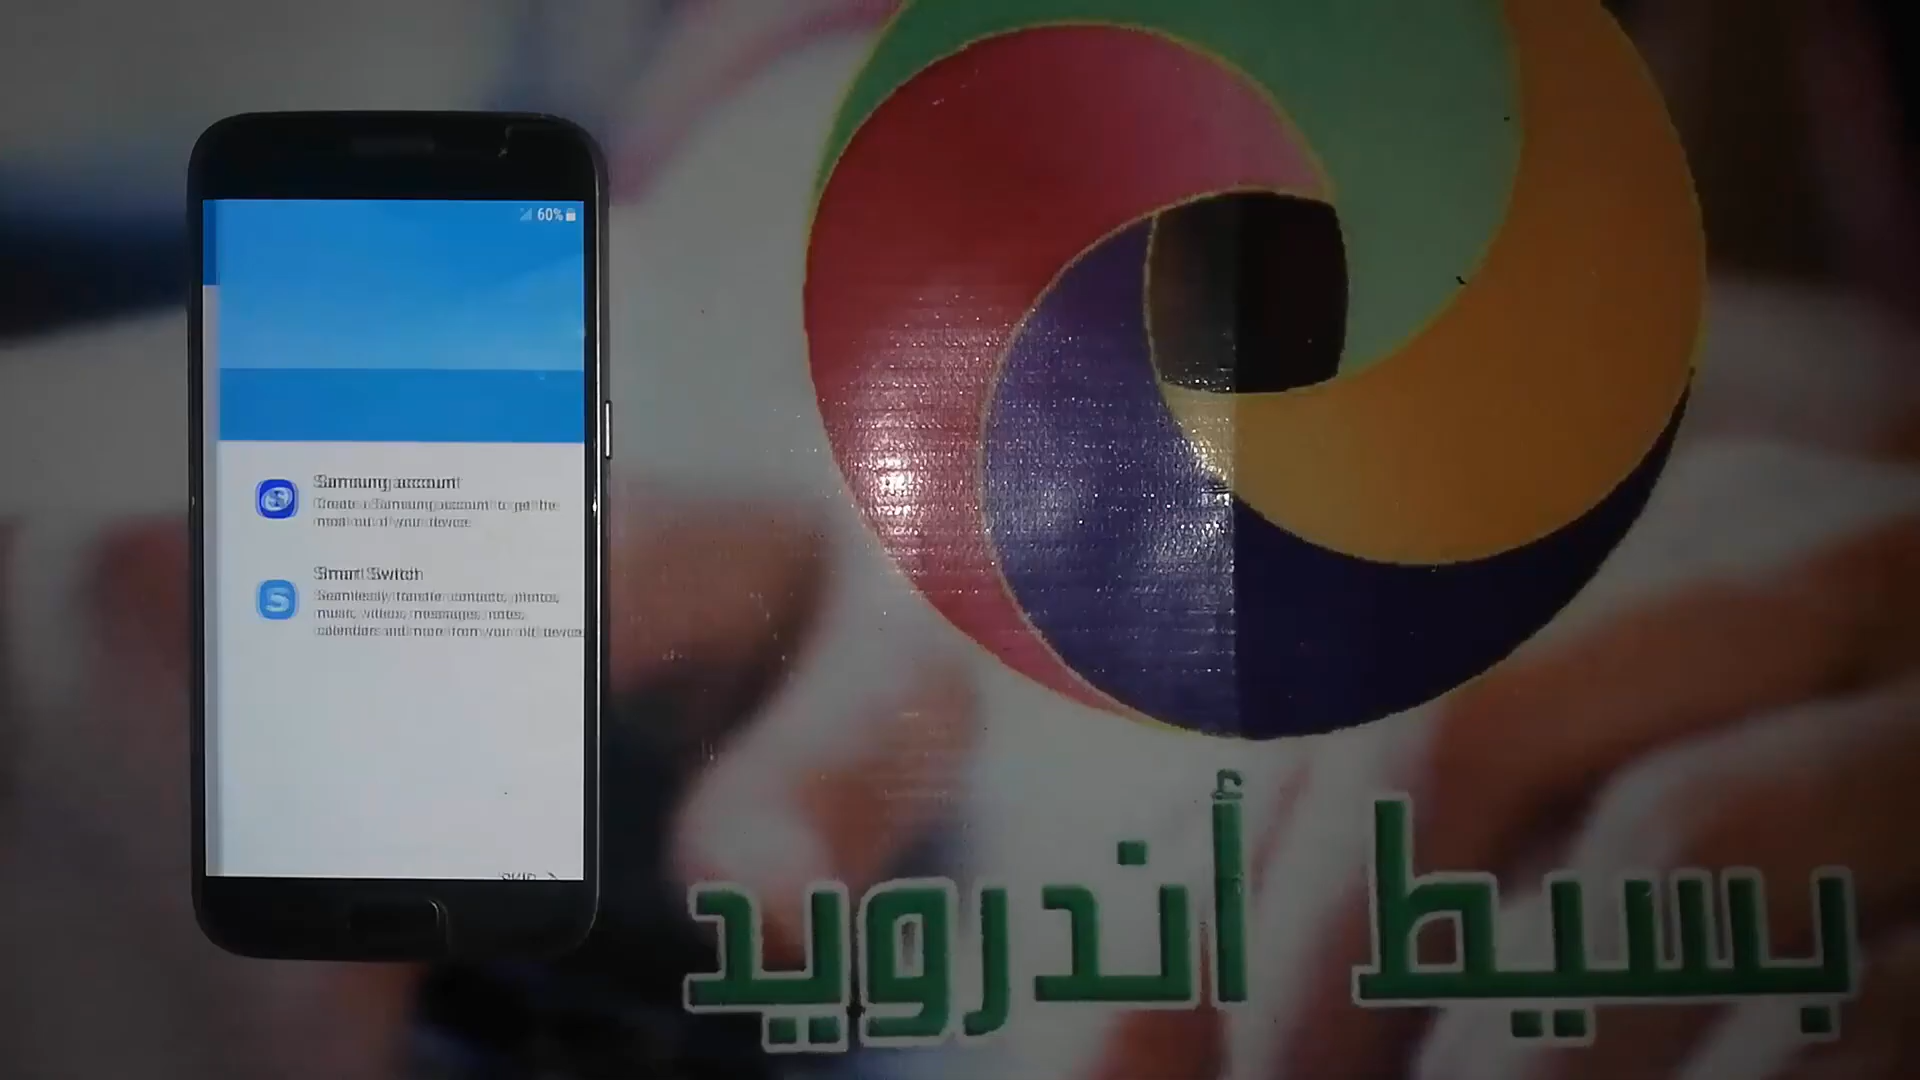 60%
Samsung account
Create a Samsung account to get the
most out of your device.
Smart Switch
Seamlessly transfer contacts, photos,
music, videos, messages, notes,
calendars and more from your old device.
SKIP >
بسيط أندرويد